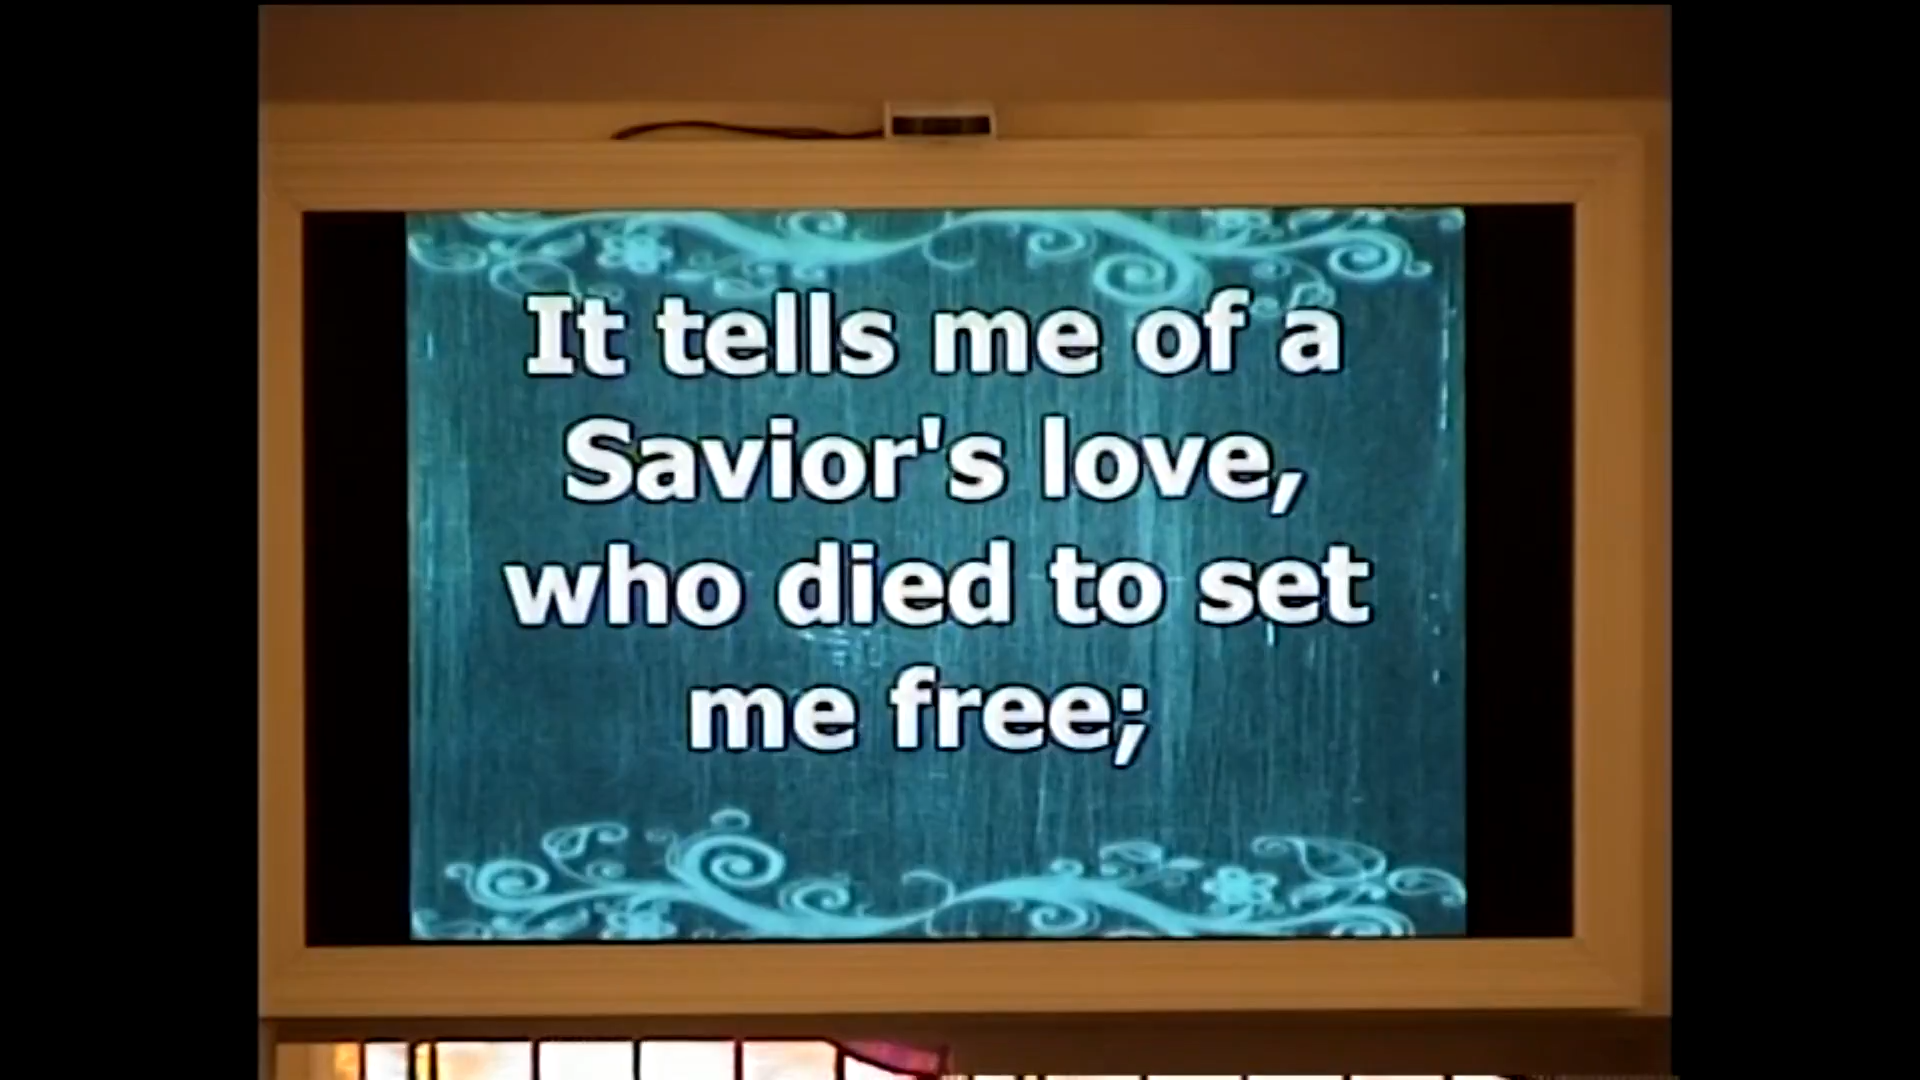 It tells me of a
Savior's love,
who died to set
me free;